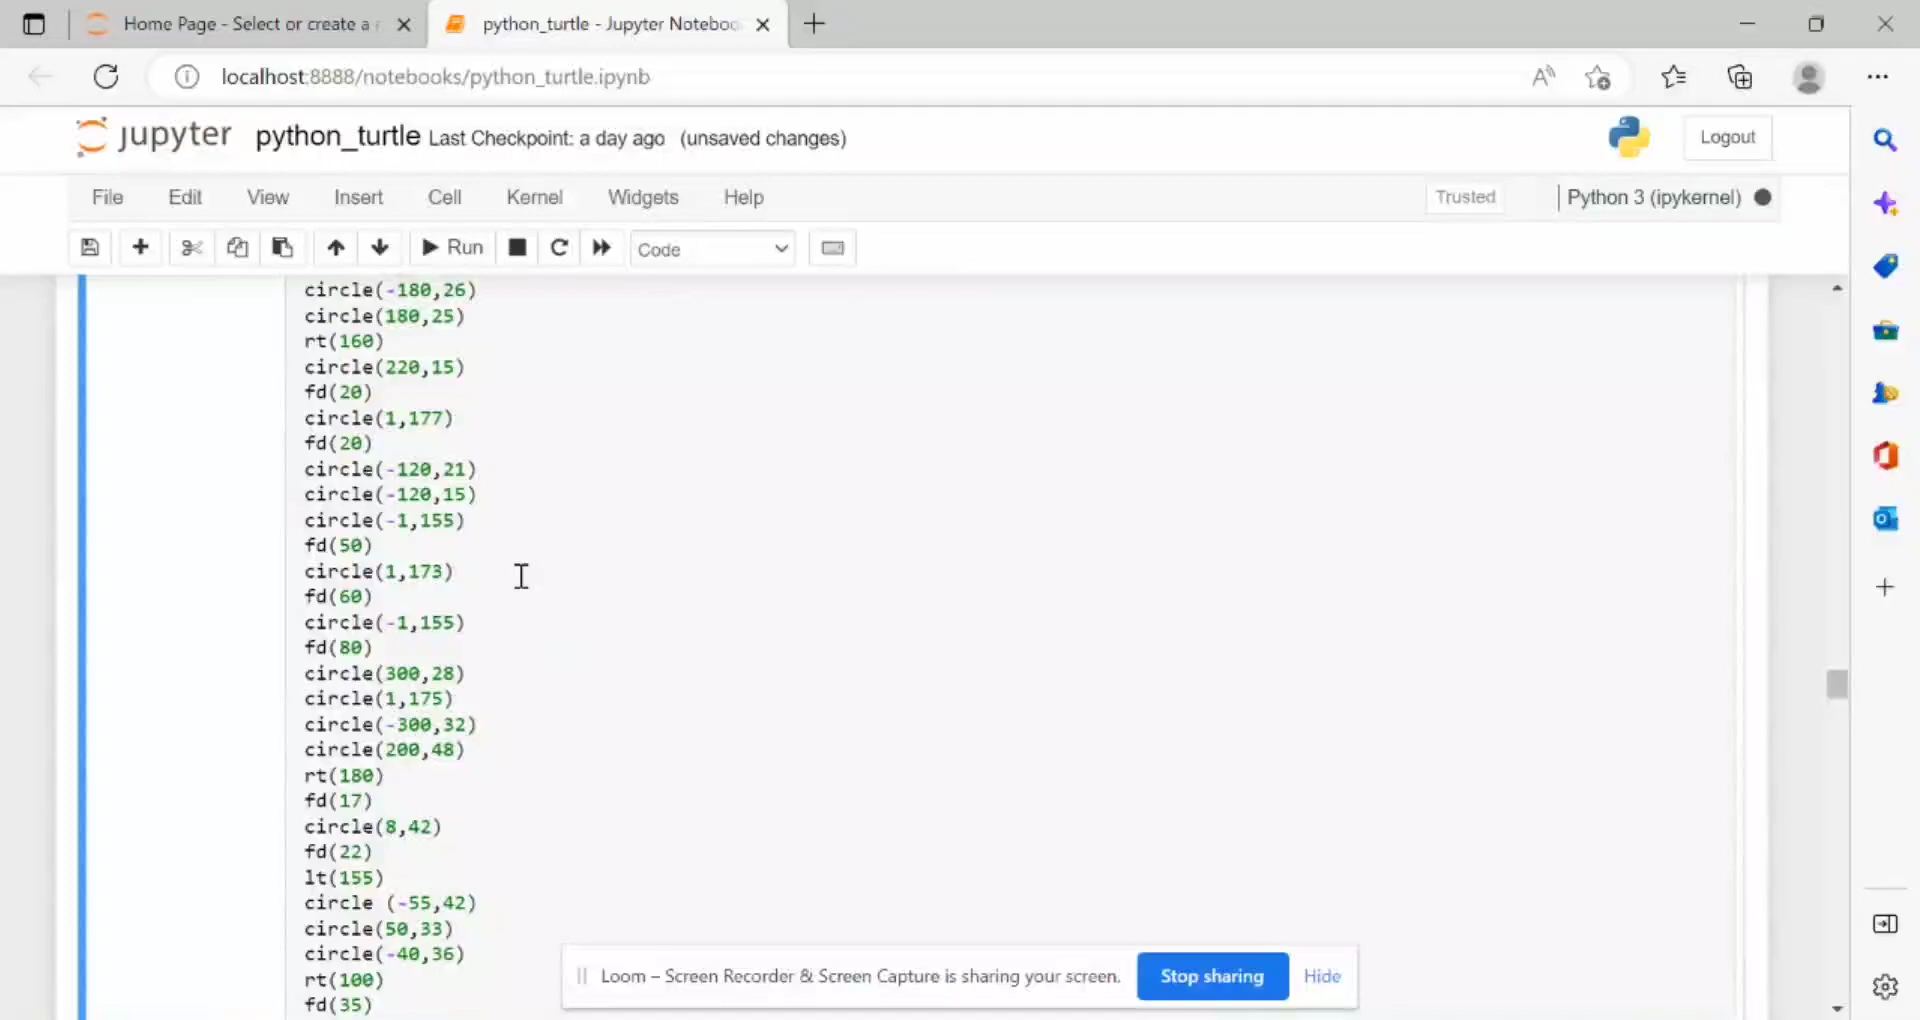 Home Page - Select or create a
python_turtle - Jupyter Noteboo
localhost:8888/notebooks/python_turtle.ipynb
jupyter python_turtle Last Checkpoint: a day ago (unsaved changes)
Logout
File Edit View Insert Cell Kernel Widgets Help
Trusted
Python 3 (ipykernel)
Run
Code
circle(-180,26)
circle(180,25)
rt(160)
circle(220,15)
fd(20)
circle(1,177)
fd(20)
circle(-120,21)
circle(-120,15)
circle(-1,155)
fd(50)
circle(1,173)
fd(60)
circle(-1,155)
fd(80)
circle(300,28)
circle(1,175)
circle(-300,32)
circle(200,48)
rt(180)
fd(17)
circle(8,42)
fd(22)
lt(155)
circle (-55,42)
circle(50,33)
circle(-40,36)
rt(100)
fd(35)
Loom – Screen Recorder & Screen Capture is sharing your screen.
Stop sharing
Hide